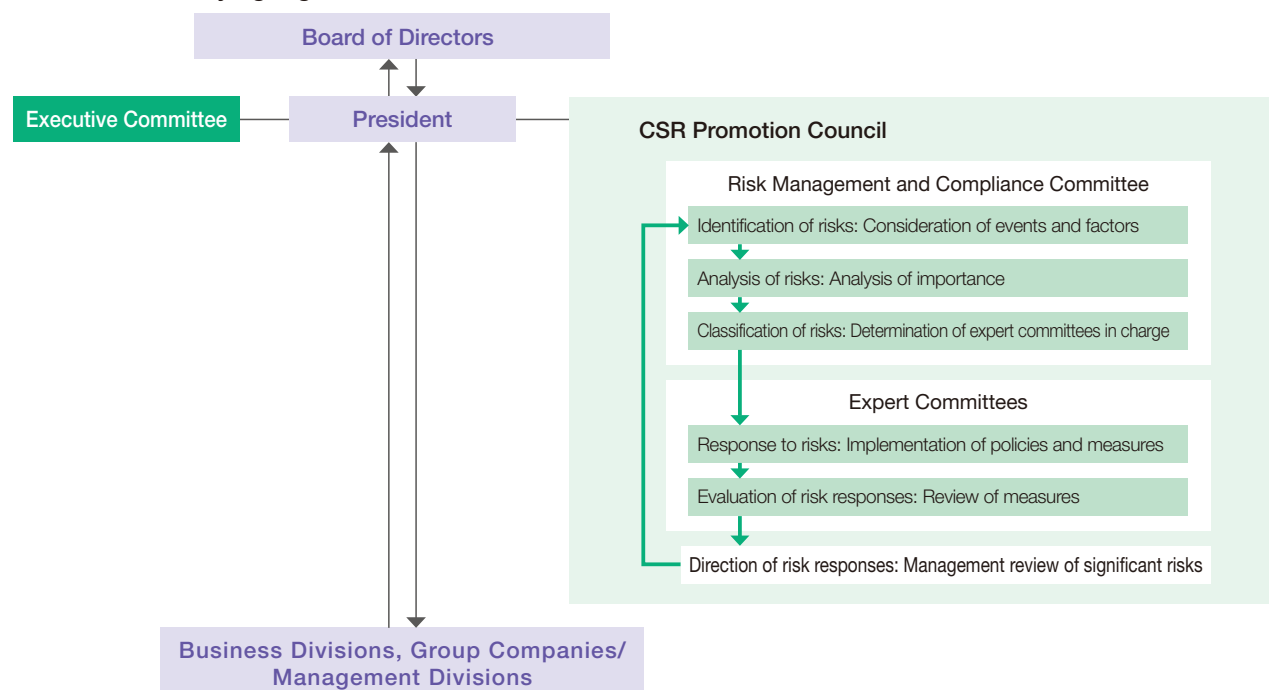 Board of Directors
Executive Committee
President
CSR Promotion Council
Risk Management and Compliance Committee
Identification of risks: Consideration of events and factors
Analysis of risks: Analysis of importance
Classification of risks: Determination of expert committees in charge
Expert Committees
Response to risks: Implementation of policies and measures
Evaluation of risk responses: Review of measures
Direction of risk responses: Management review of significant risks
Business Divisions, Group Companies/
Management Divisions